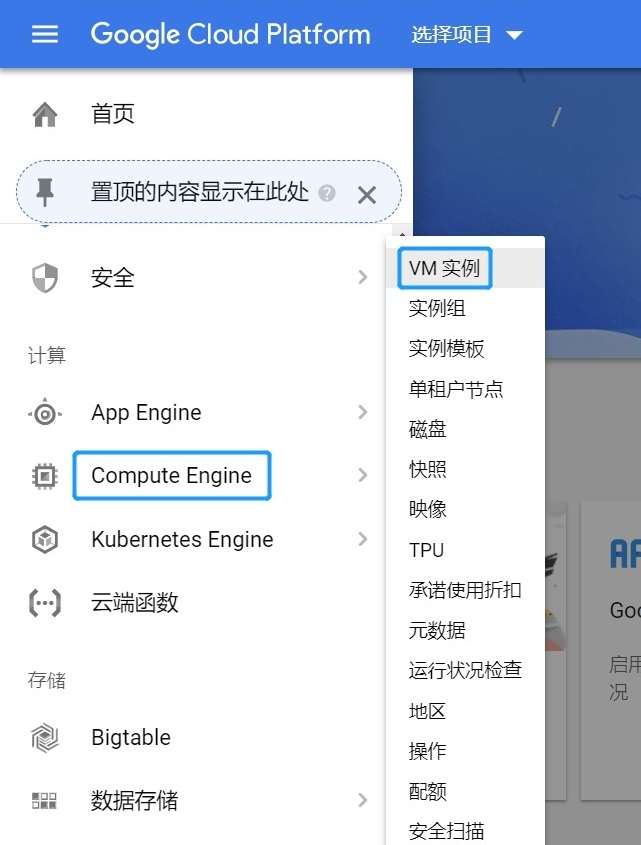 Google Cloud Platform 选择项目
首页
置顶的内容显示在此处
安全
计算
App Engine
Compute Engine
Kubernetes Engine
云端函数
存储
Bigtable
数据存储
VM 实例
实例组
实例模板
单租户节点
磁盘
快照
映像
TPU
承诺使用折扣
元数据
运行状况检查
地区
操作
配额
安全扫描
Goo
启用
况